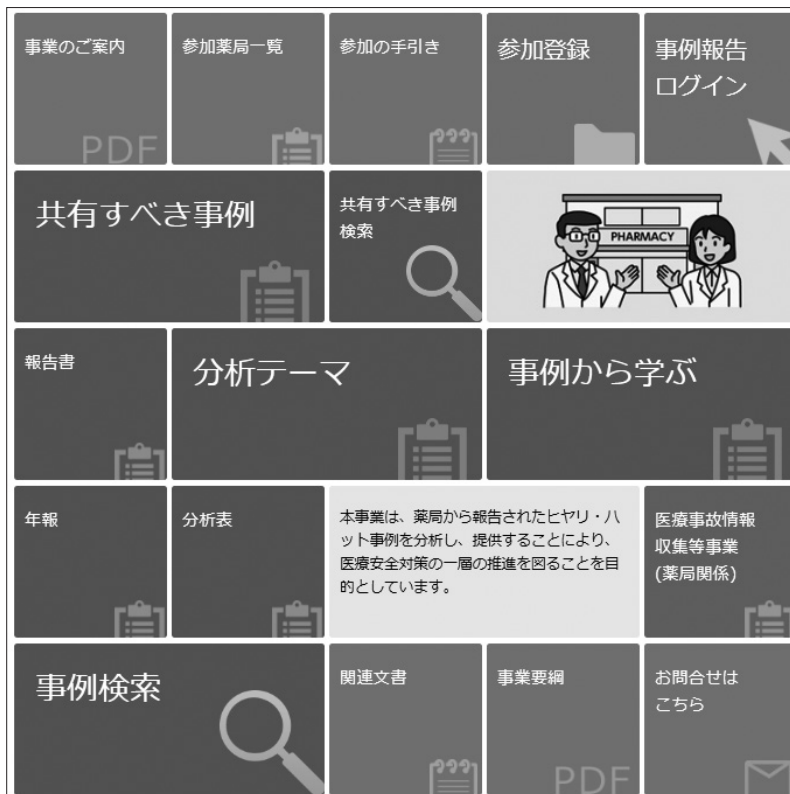 事業のご案内
PDF
参加薬局一覧
参加の手引き
参加登録
事例報告
ログイン
共有すべき事例
共有すべき事例
検索
PHARMACY
報告書
分析テーマ
事例から学ぶ
年報
分析表
本事業は、薬局から報告されたヒヤリ・ハ
ット事例を分析し、提供することにより、
医療安全対策の一層の推進を図ることを目
的としています。
医療事故情報
収集等事業
(薬局関係)
事例検索
関連文書
事業要綱
PDF
お問合せは
こちら